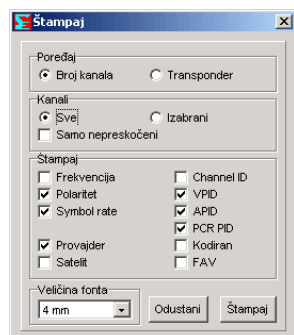 Štampaj
Poređaj
Broj kanala Transponder
Kanali
Sve Izabrani
Samo nepreskočeni
Štampaj
Frekvencija Channel ID
Polaritet VPID
Symbol rate APID
PCR PID
Provajder Kodiran
Satelit FAV
Veličina fonta
4 mm Odustani Štampaj